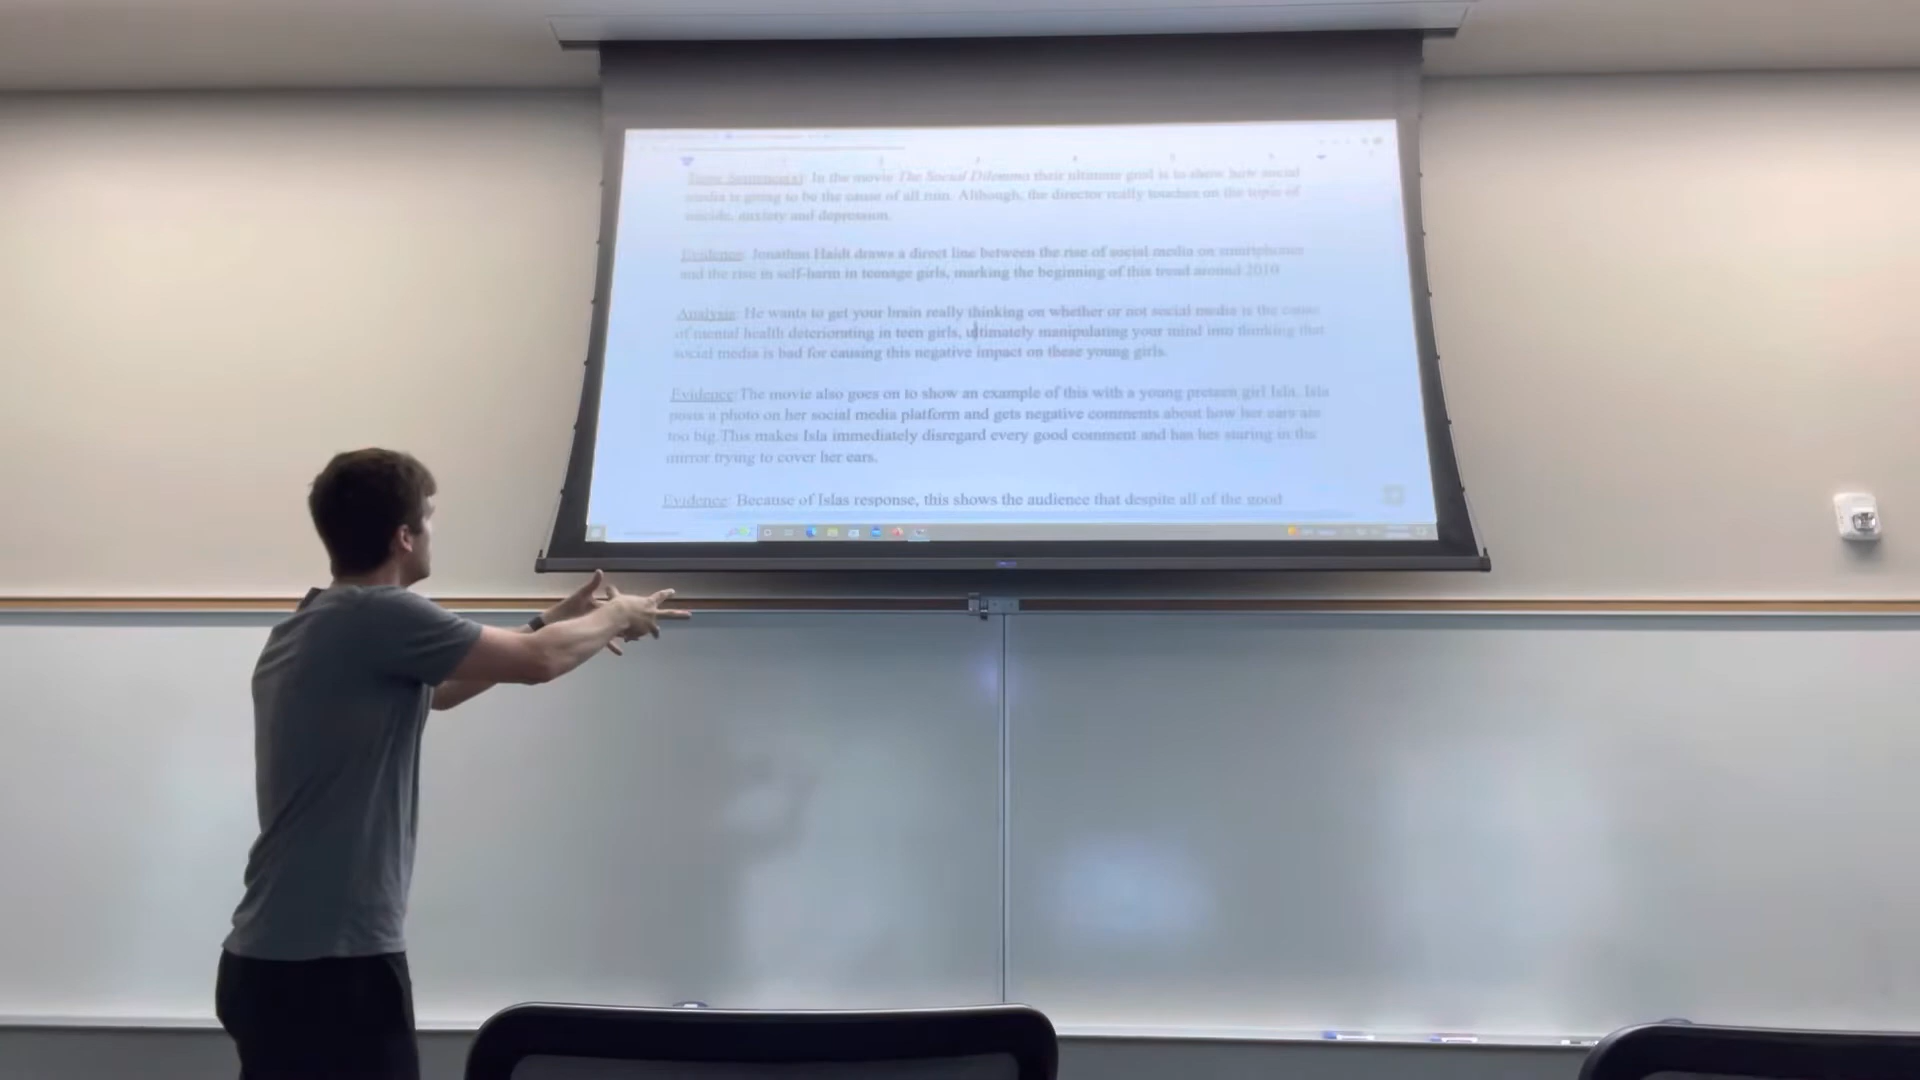 Topic Sentence(s): In the movie The Social Dilemma their ultimate goal is to show how social
media is going to be the cause of all ruin. Although, the director really touches on the topic of
suicide, anxiety and depression.
Evidence: Jonathan Haidt draws a direct line between the rise of social media on smartphones
and the rise in self-harm in teenage girls, marking the beginning of this trend around 2010
Analysis: He wants to get your brain really thinking on whether or not social media is the cause
of mental health deteriorating in teen girls, ultimately manipulating your mind into thinking that
social media is bad for causing this negative impact on these young girls.
Evidence:The movie also goes on to show an example of this with a young preteen girl Isla. Isla
posts a photo on her social media platform and gets negative comments about how her ears are
too big.This makes Isla immediately disregard every good comment and has her staring in the
mirror trying to cover her ears.
Evidence: Because of Islas response, this shows the audience that despite all of the good